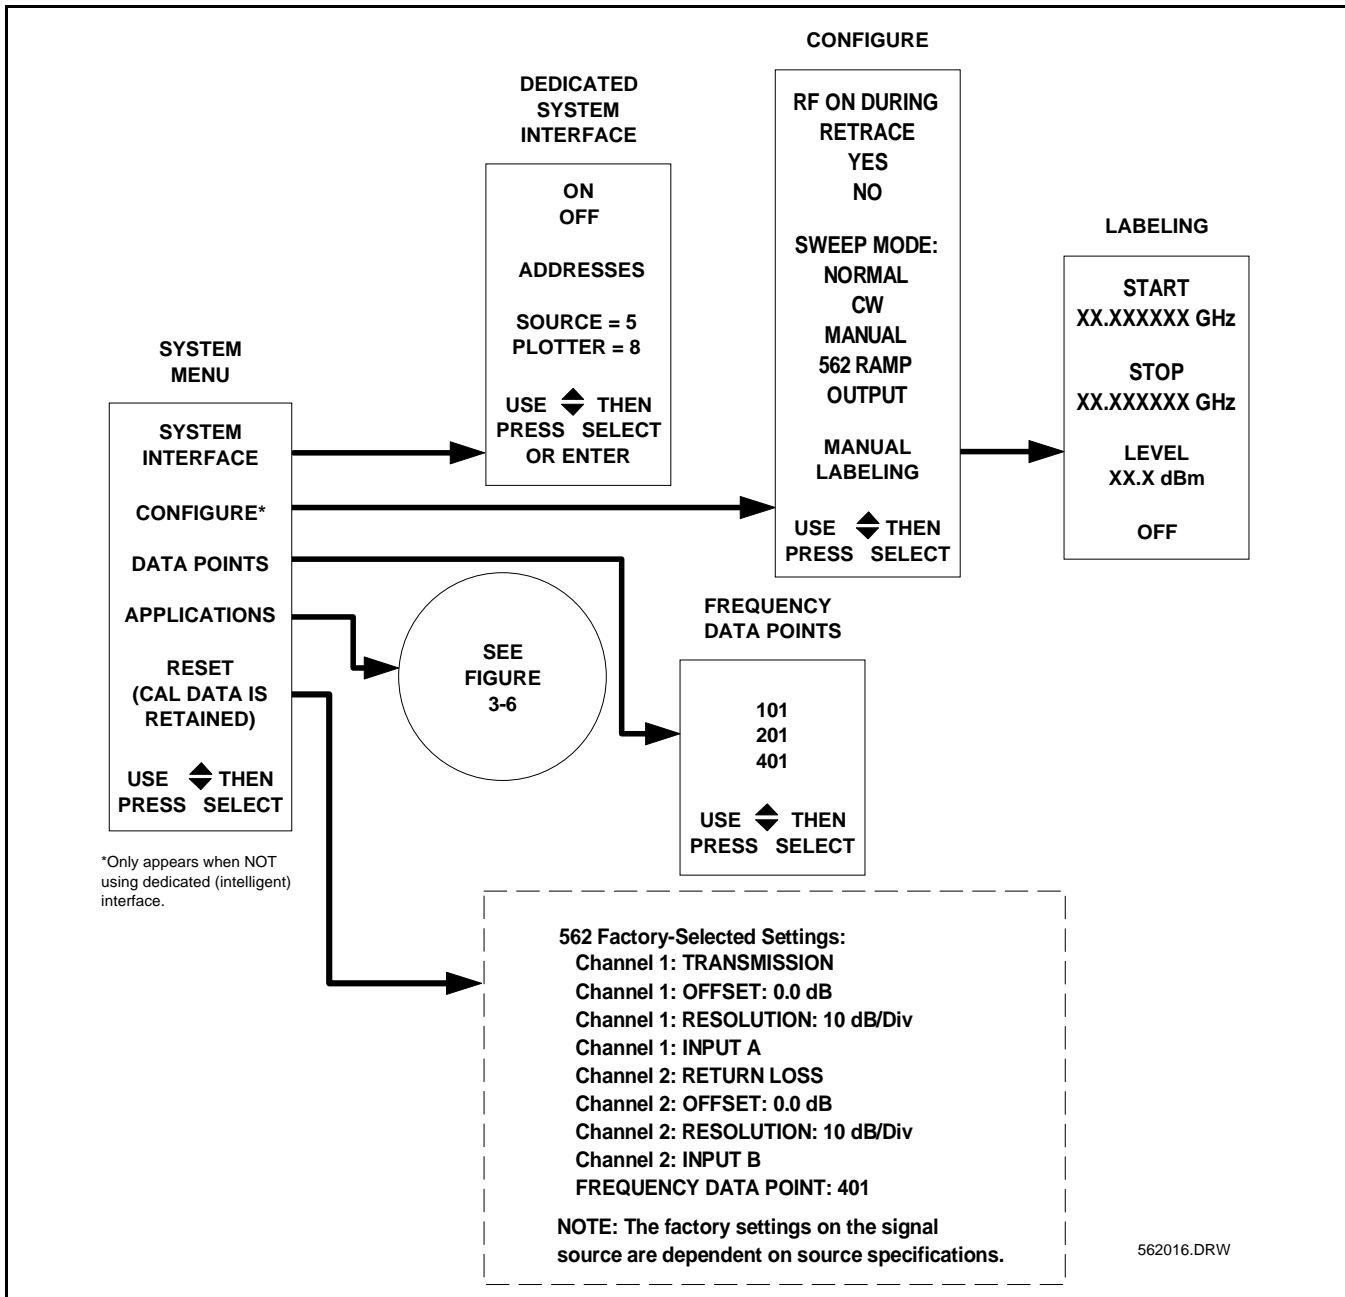 CONFIGURE
DEDICATED
SYSTEM
INTERFACE
RF ON DURING
RETRACE
YES
NO
SWEEP MODE:
NORMAL
CW
MANUAL
562 RAMP
OUTPUT
MANUAL
LABELING
USE THEN
PRESS SELECT
ON
OFF
ADDRESSES
SOURCE = 5
PLOTTER = 8
USE THEN
PRESS SELECT
OR ENTER
LABELING
START
XX.XXXXXX GHz
STOP
XX.XXXXXX GHz
LEVEL
XX.X dBm
OFF
SYSTEM
MENU
SYSTEM
INTERFACE
CONFIGURE*
DATA POINTS
APPLICATIONS
RESET
(CAL DATA IS
RETAINED)
USE THEN
PRESS SELECT
*Only appears when NOT
using dedicated (intelligent)
interface.
SEE
FIGURE
3-6
FREQUENCY
DATA POINTS
101
201
401
USE THEN
PRESS SELECT
562 Factory-Selected Settings:
Channel 1: TRANSMISSION
Channel 1: OFFSET: 0.0 dB
Channel 1: RESOLUTION: 10 dB/Div
Channel 1: INPUT A
Channel 2: RETURN LOSS
Channel 2: OFFSET: 0.0 dB
Channel 2: RESOLUTION: 10 dB/Div
Channel 2: INPUT B
FREQUENCY DATA POINT: 401
NOTE: The factory settings on the signal
source are dependent on source specifications.
562016.DRW